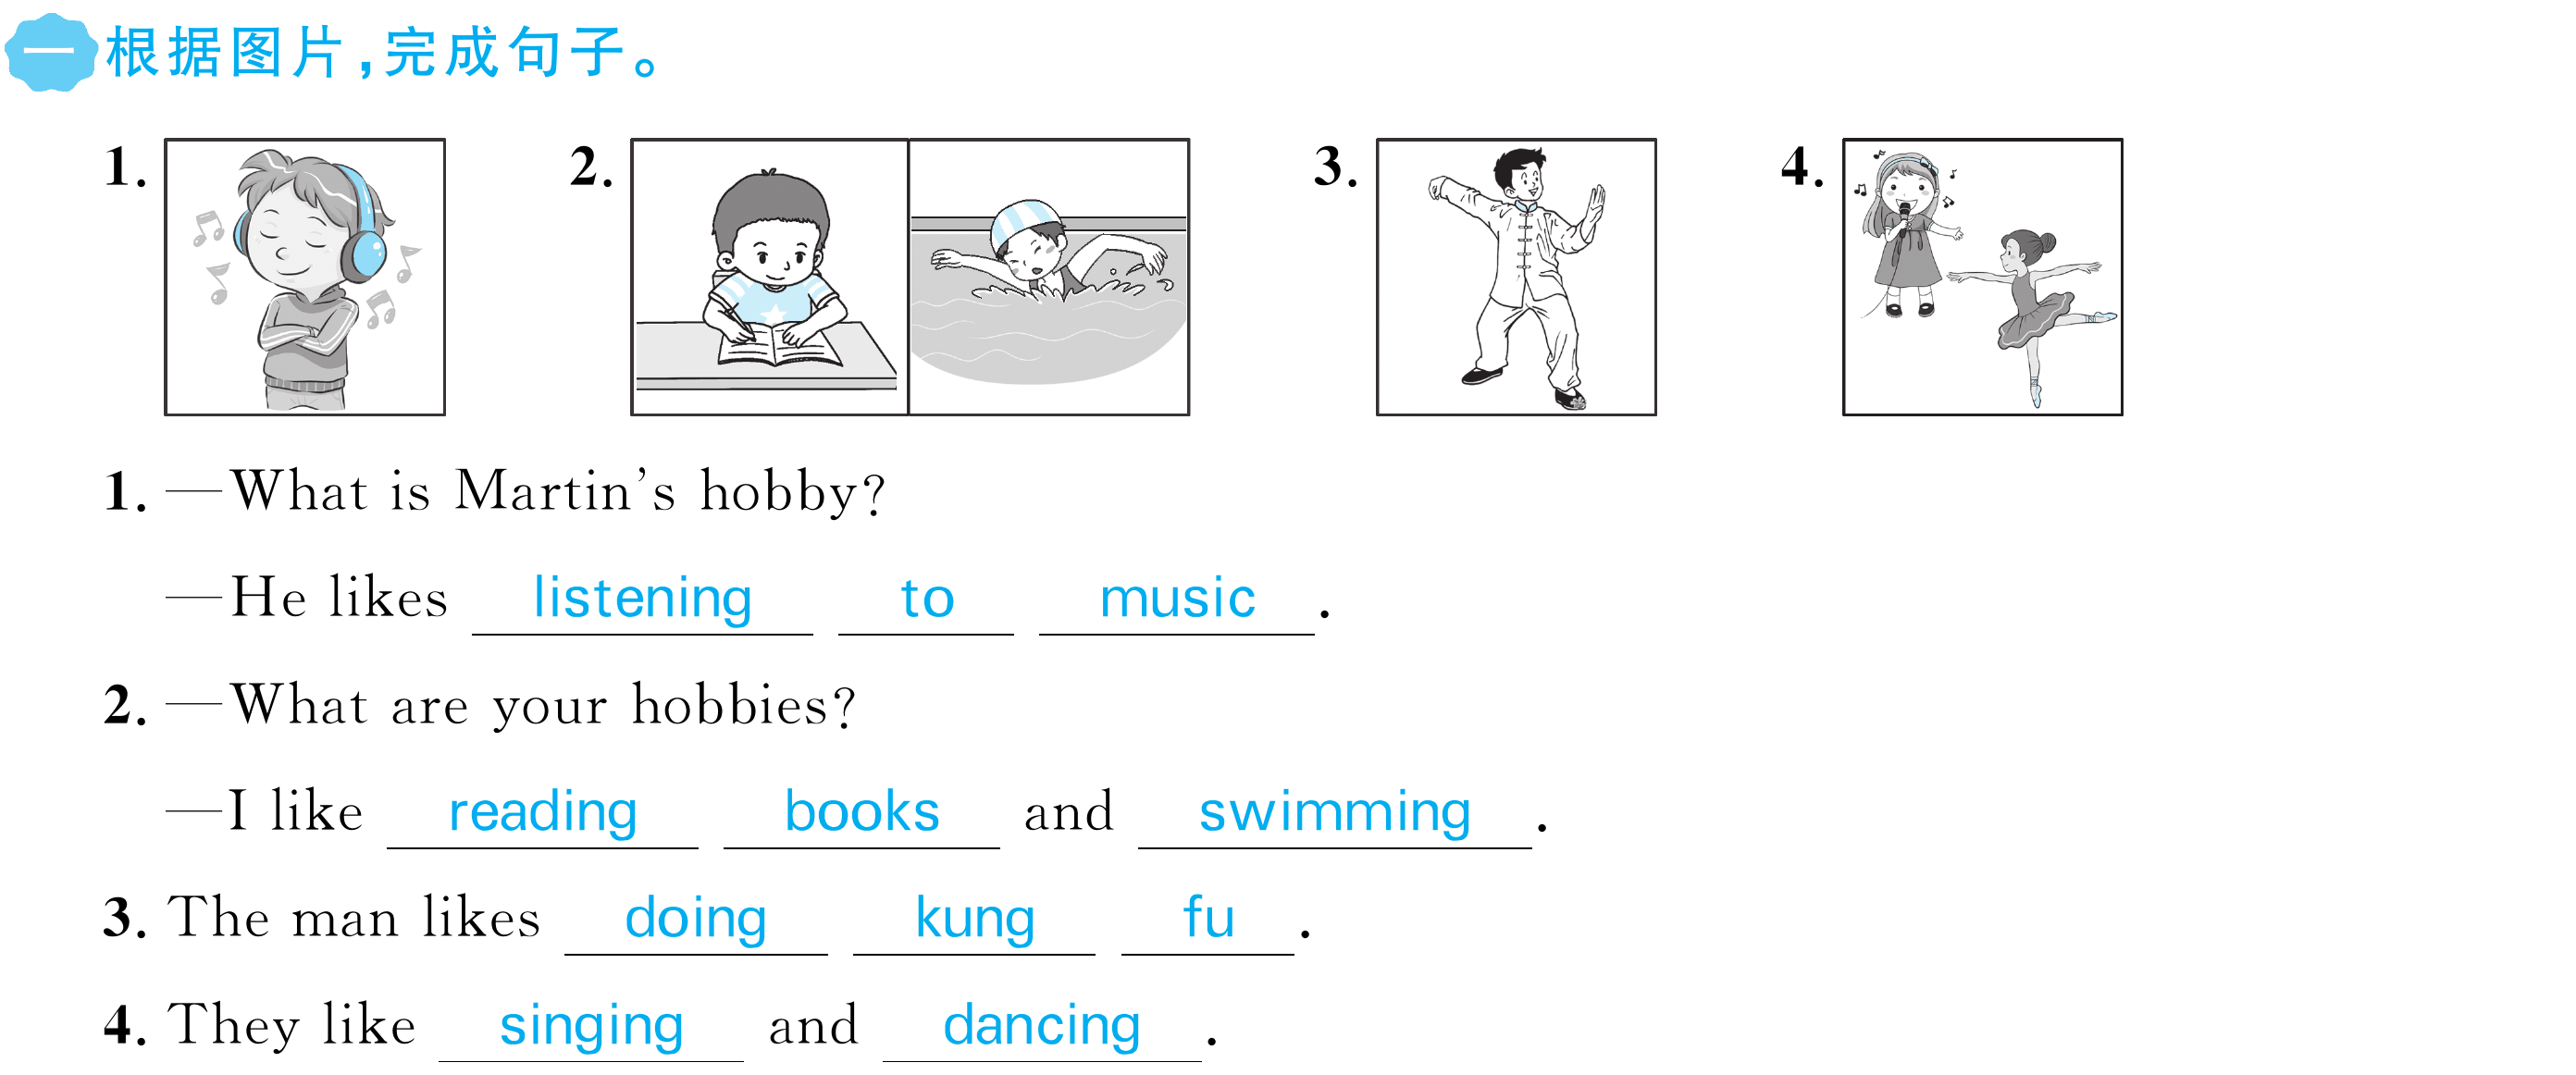 一 根据图片,完成句子。
1. 2. 3. 4.
1. —What is Martin's hobby?
—He likes listening to music.
2. —What are your hobbies?
—I like reading books and swimming.
3. The man likes doing kung fu.
4. They like singing and dancing.